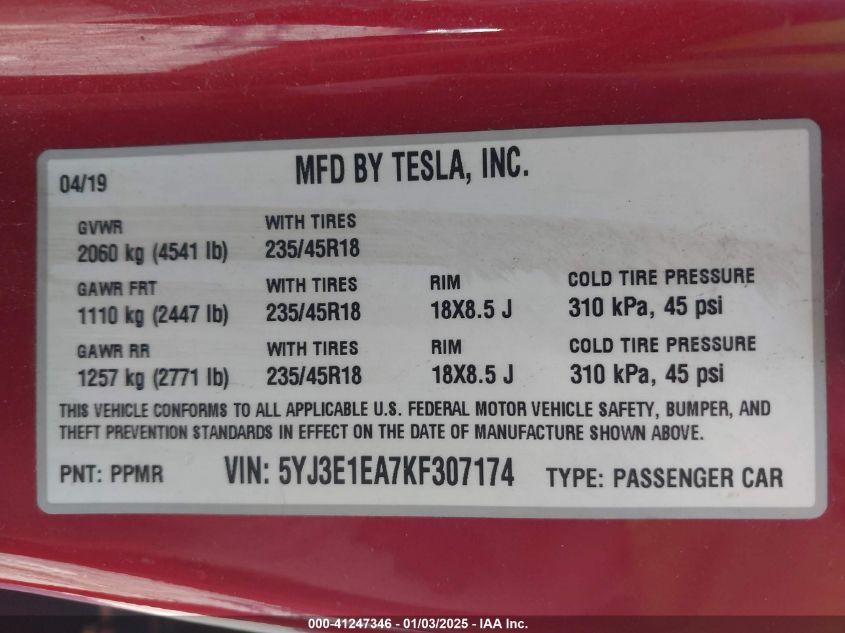 MFD BY TESLA, INC.
04/19
GVWR WITH TIRES
2060 kg (4541 lb) 235/45R18
GAWR FRT WITH TIRES RIM COLD TIRE PRESSURE
1110 kg (2447 lb) 235/45R18 18X8.5 J 310 kPa, 45 psi
GAWR RR WITH TIRES RIM COLD TIRE PRESSURE
1257 kg (2771 lb) 235/45R18 18X8.5 J 310 kPa, 45 psi
THIS VEHICLE CONFORMS TO ALL APPLICABLE U.S. FEDERAL MOTOR VEHICLE SAFETY, BUMPER, AND
THEFT PREVENTION STANDARDS IN EFFECT ON THE DATE OF MANUFACTURE SHOWN ABOVE.
PNT: PPMR VIN: 5YJ3E1EA7KF307174 TYPE: PASSENGER CAR
000-41247346 - 01/03/2025 - IAA Inc.